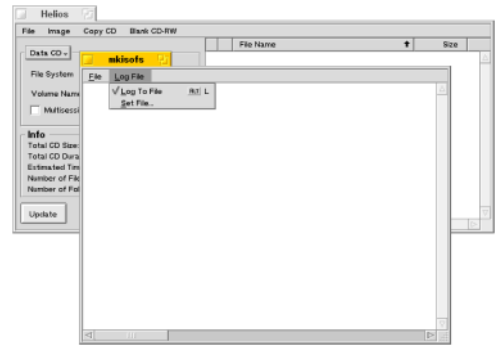 Helios
File Image Copy CD Blank CD-RW
File Name Size
Data CD
mkisofs
File System
File Log File
Volume Name
Log To File ALT L
Set File...
Multisessi
Info
Total CD Size:
Total CD Dura
Estimated Tim
Number of File
Number of Fol
Update